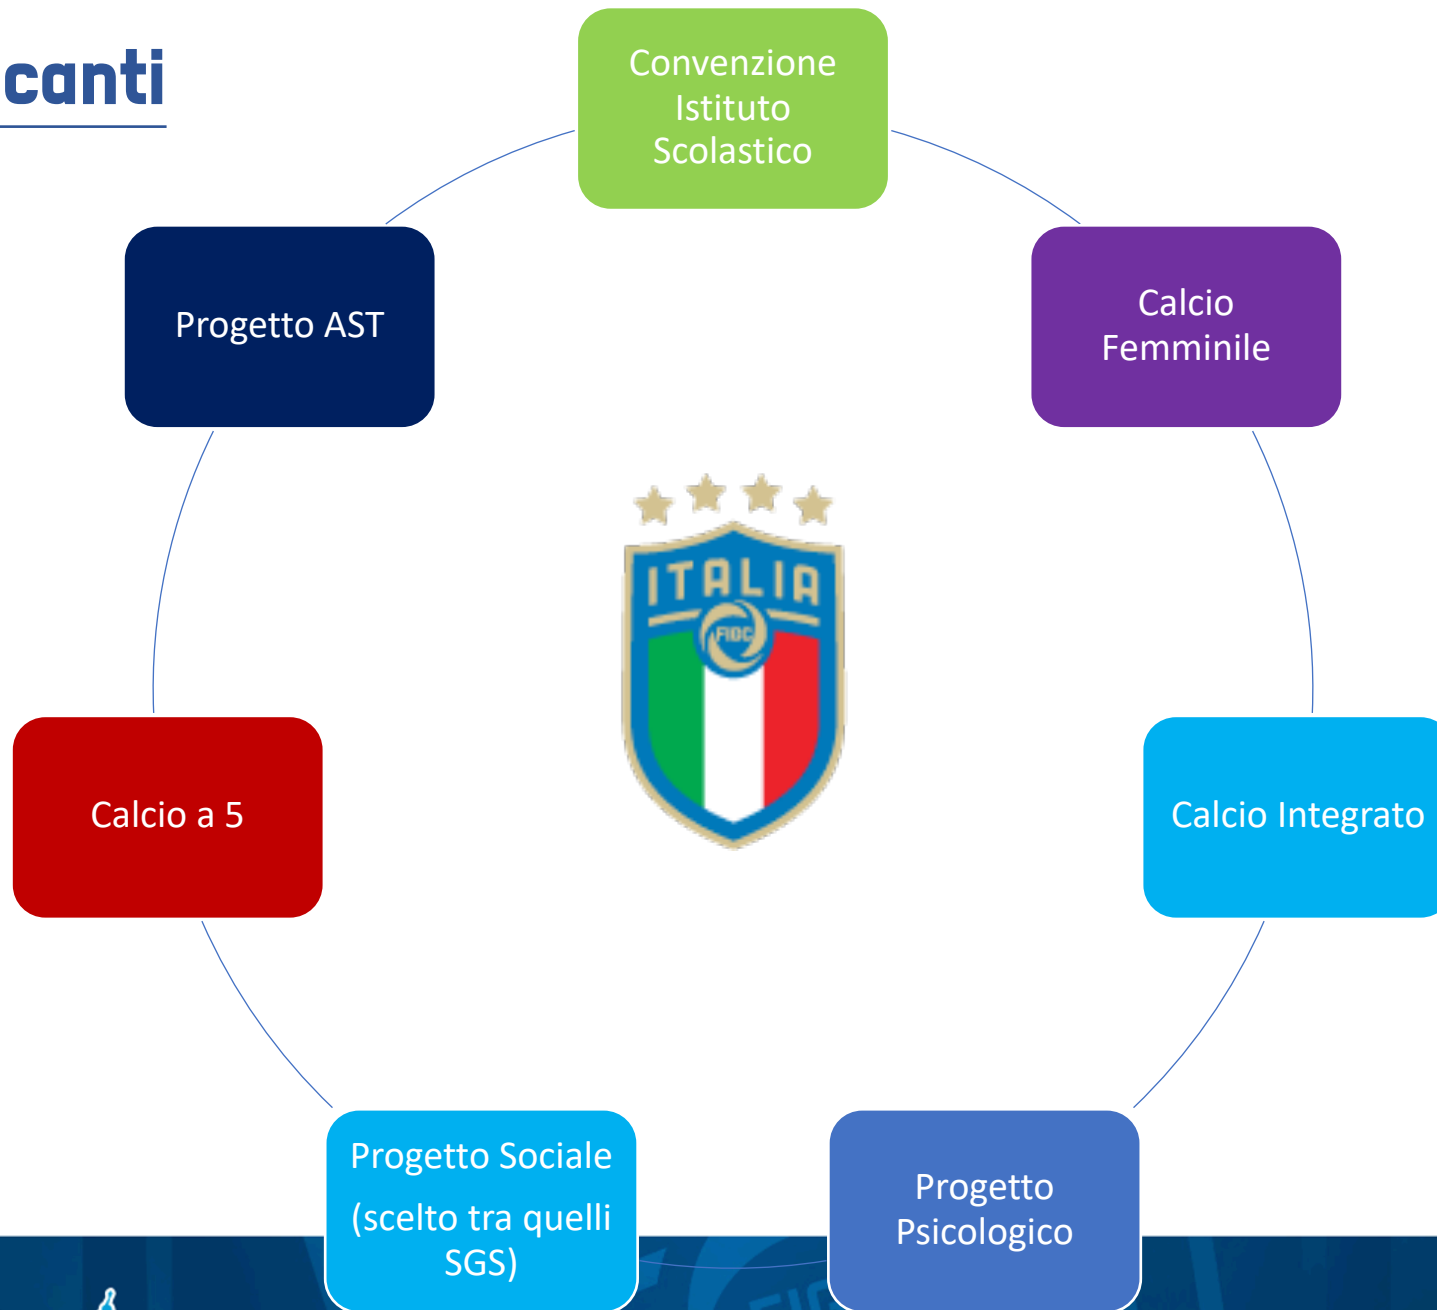 canti
Convenzione
Istituto
Scolastico
Progetto AST
Calcio
Femminile
ITALIA
FIGC
Calcio a 5
Calcio Integrato
Progetto Sociale
(scelto tra quelli
SGS)
Progetto
Psicologico